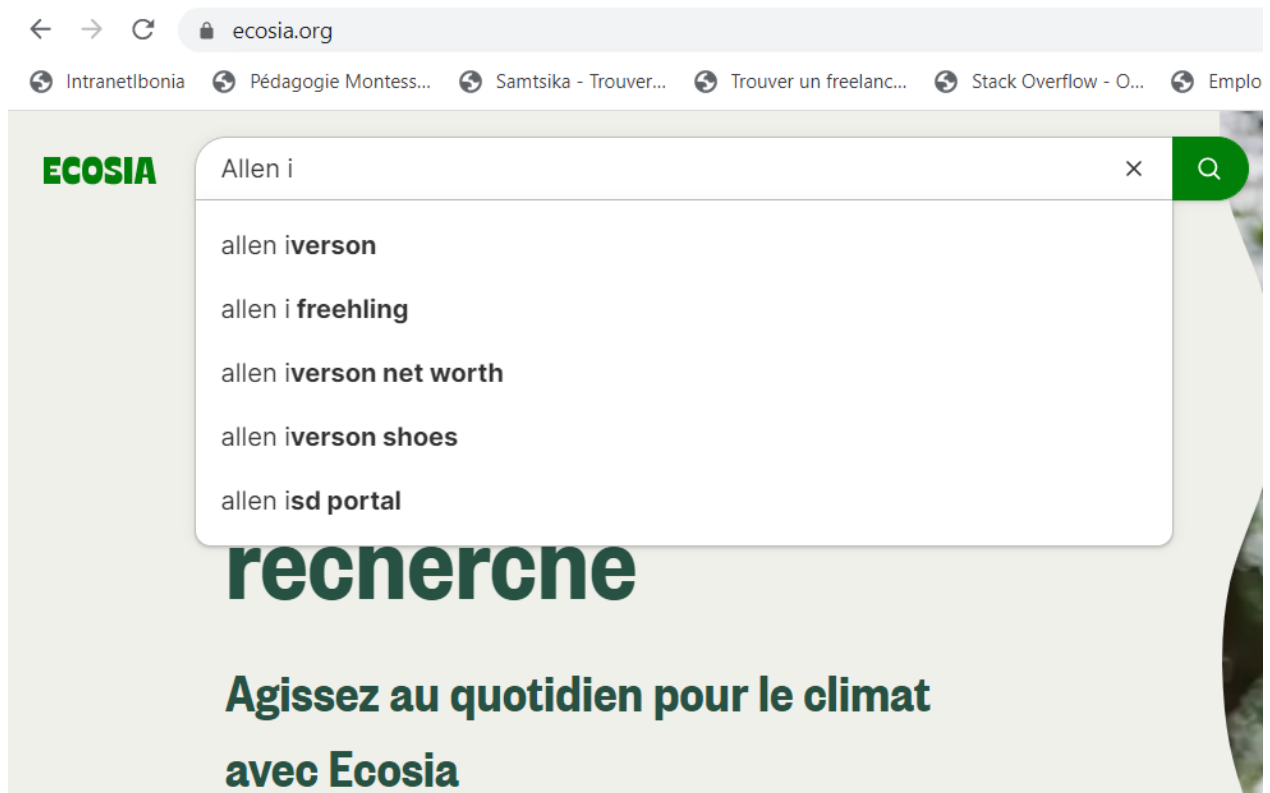 ecosia.org
IntranetIbonia Pédagogie Montess... Samtsika - Trouver... Trouver un freelanc... Stack Overflow - O... Emplo
ECOSIA Allen i
allen iverson
allen i freehling
allen iverson net worth
allen iverson shoes
allen isd portal
recherche
Agissez au quotidien pour le climat
avec Ecosia